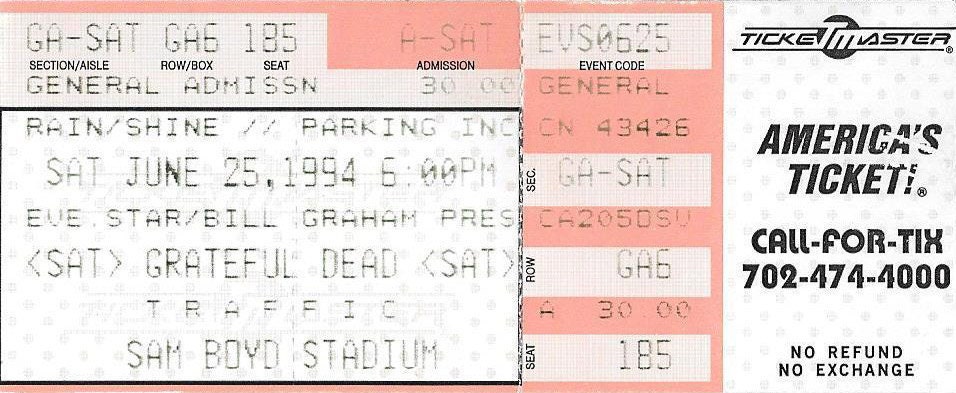 GA-SAT GA6 185 A-SAT
SECTION/AISLE ROW/BOX SEAT ADMISSION
GENERAL ADMISSN 30.00
RAIN/SHINE // PARKING INC
SAT JUNE 25,1994 6:00PM
EVE.STAR/BILL GRAHAM PRES
<SAT> GRATEFUL DEAD <SAT>
TRAFFIC
SAM BOYD STADIUM
EVS0625
EVENT CODE
GENERAL
CN 43426
SEC. GA-SAT
CA205DSV
ROW GA6
A 30.00
SEAT 185
TICKETMASTER®
AMERICA'S
TICKET!®
CALL-FOR-TIX
702-474-4000
NO REFUND
NO EXCHANGE